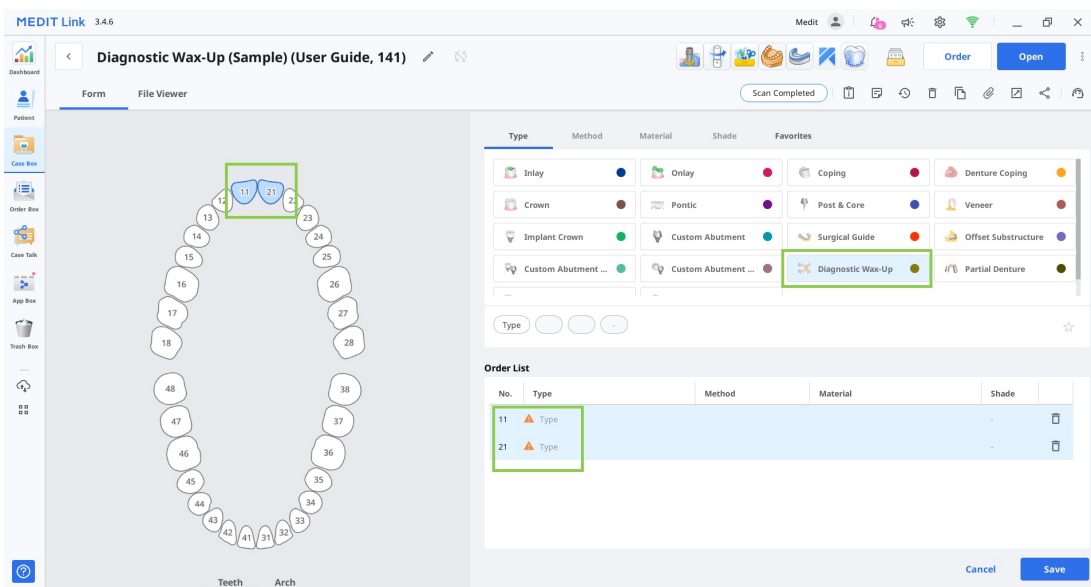 MEDIT Link 3.4.6
Medit
Dashboard
Patient
Case Box
Order Box
Case Talk
App Box
Trash Box
Diagnostic Wax-Up (Sample) (User Guide, 141)
Order
Open
Form File Viewer
Scan Completed
11 21
12 22
13 23
14 24
15 25
16 26
17 27
18 28
48 38
47 37
46 36
45 35
44 34
43 33
42 41 31 32
Teeth Arch
Type Method Material Shade Favorites
Inlay Onlay Coping Denture Coping
Crown Pontic Post & Core Veneer
Implant Crown Custom Abutment Surgical Guide Offset Substructure
Custom Abutment ... Custom Abutment ... Diagnostic Wax-Up Partial Denture
Type -
Order List
No. Type Method Material Shade
11 Type -
21 Type -
Cancel Save